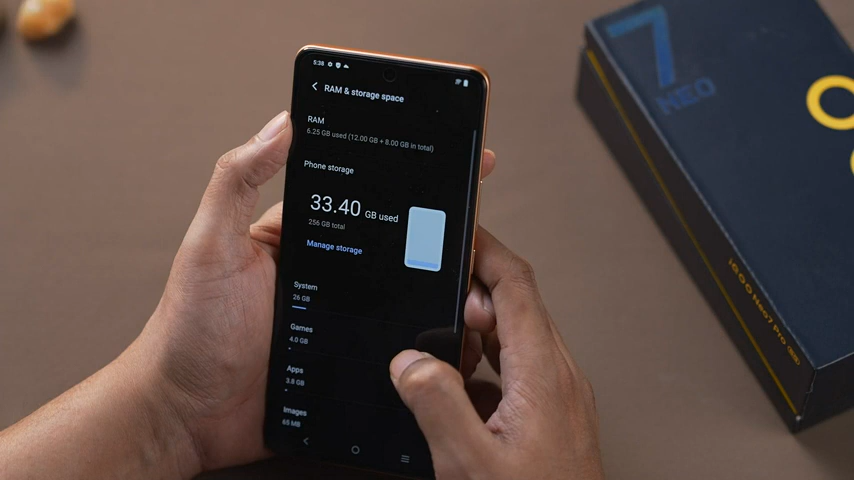 5:38
RAM & storage space
RAM
6.25 GB used (12.00 GB + 8.00 GB in total)
Phone storage
33.40 GB used
256 GB total
Manage storage
System
26 GB
Games
4.0 GB
Apps
3.8 GB
Images
65 MB
7
NEO
iQOO Neo7 Pro 5G